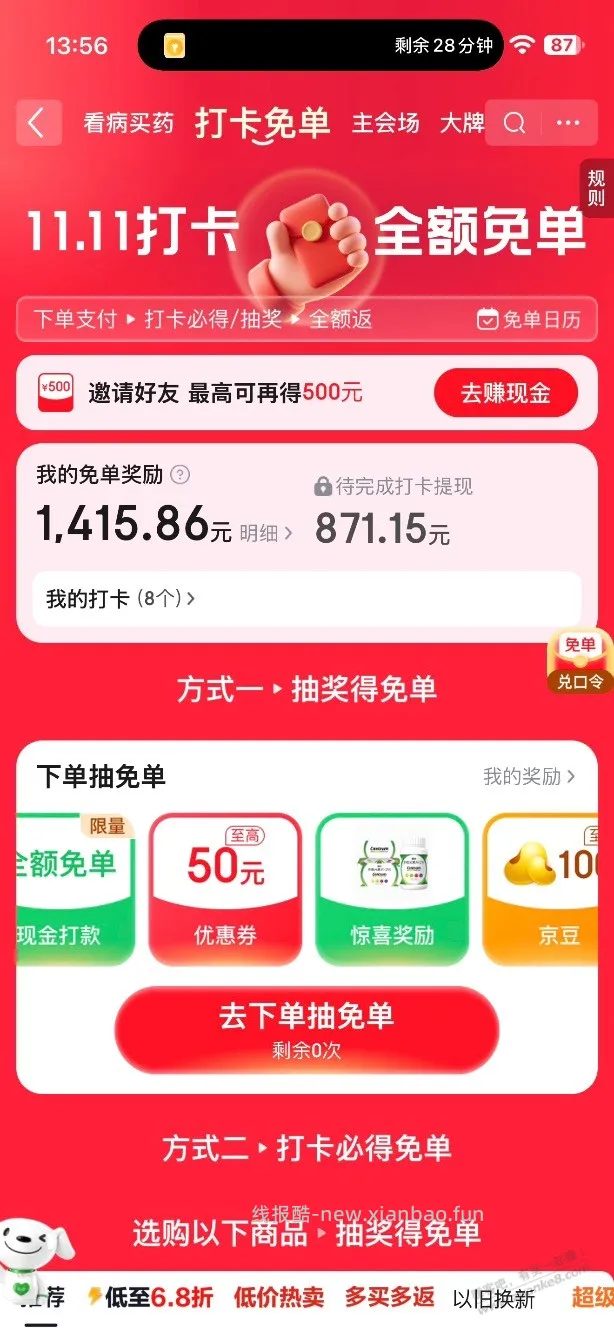 13:56
剩余28分钟
87
看病买药 打卡免单 主会场 大牌
规则
11.11打卡 全额免单
下单支付 打卡必得/抽奖 全额返 免单日历
¥500
邀请好友 最高可再得500元 去赚现金
我的免单奖励 ?
待完成打卡提现
1,415.86元 明细 >
871.15元
我的打卡 (8个) >
免单
兑口令
方式一 抽奖得免单
下单抽免单 我的奖励 >
限量
全额免单
现金打款
至高
50元
优惠券
Centrum
惊喜奖励
100
京豆
去下单抽免单
剩余0次
方式二 打卡必得免单
线报酷-new.xianbao.fun
选购以下商品 抽奖得免单
推荐 低至6.8折 低价热卖 多买多返 以旧换新 超级